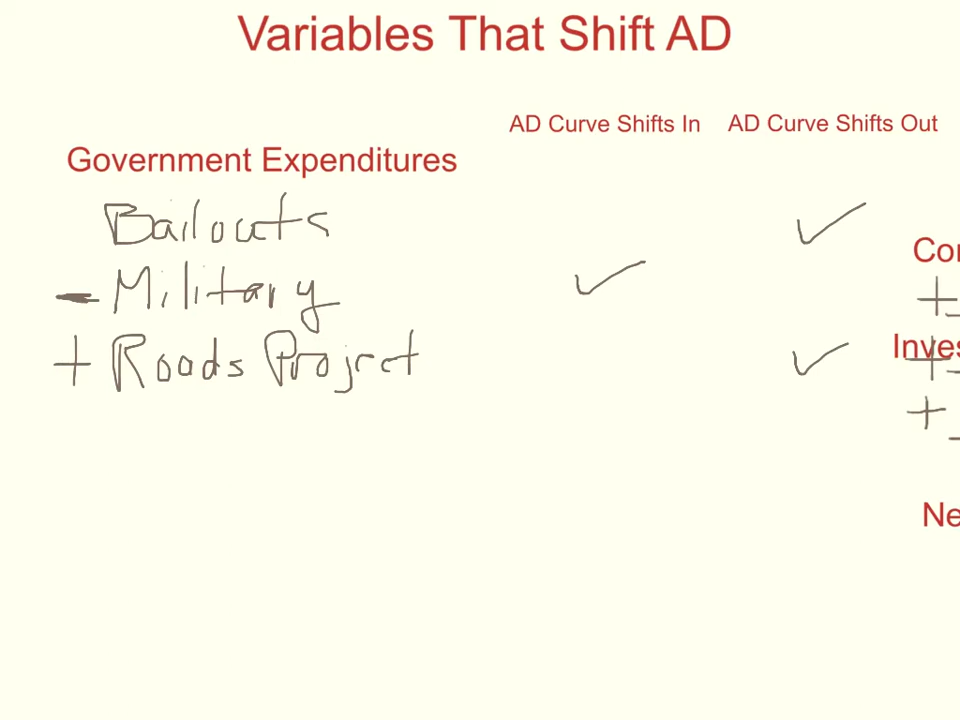 Variables That Shift AD
AD Curve Shifts In AD Curve Shifts Out
Government Expenditures
Bailouts
- Military
+ Roads Project